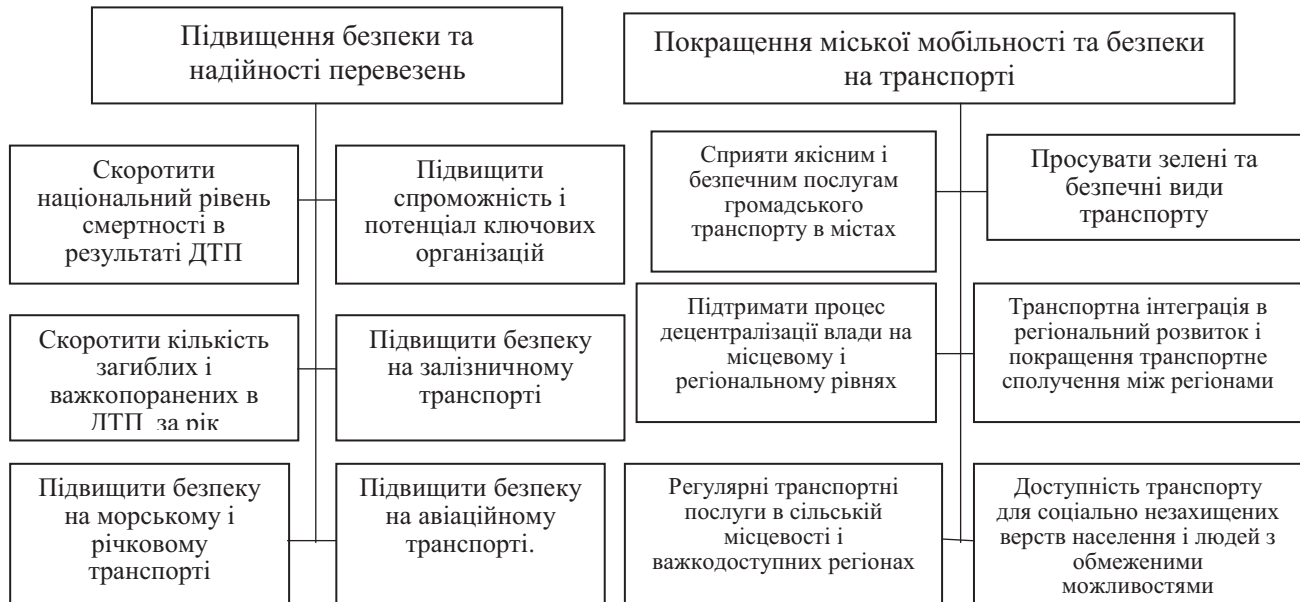 Підвищення безпеки та
надійності перевезень
Скоротити
національний рівень
смертності в
результаті ДТП
Підвищити
спроможність і
потенціал ключових
організацій
Скоротити кількість
загиблих і
важкопоранених в
ДТП за рік
Підвищити безпеку
на залізничному
транспорті
Підвищити безпеку
на морському і
річковому
транспорті
Підвищити безпеку
на авіаційному
транспорті.
Покращення міської мобільності та безпеки
на транспорті
Сприяти якісним і
безпечним послугам
громадського
транспорту в містах
Просувати зелені та
безпечні види
транспорту
Підтримати процес
децентралізації влади на
місцевому і
регіональному рівнях
Транспортна інтеграція в
регіональний розвиток і
покращення транспортне
сполучення між регіонами
Регулярні транспортні
послуги в сільській
місцевості і
важкодоступних регіонах
Доступність транспорту
для соціально незахищених
верств населення і людей з
обмеженими
можливостями